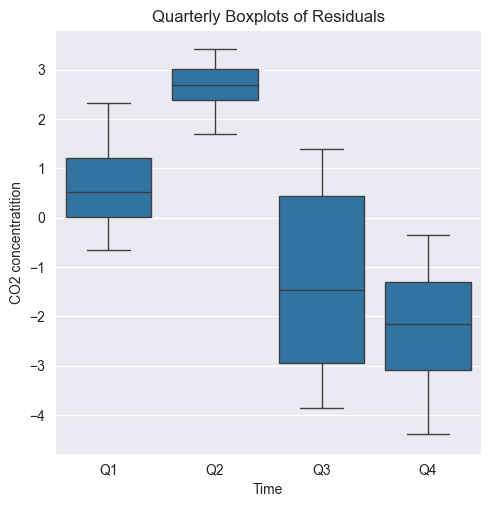 Quarterly Boxplots of Residuals
CO2 concentratition
3
2
1
0
−1
−2
−3
−4
Q1 Q2 Q3 Q4
Time